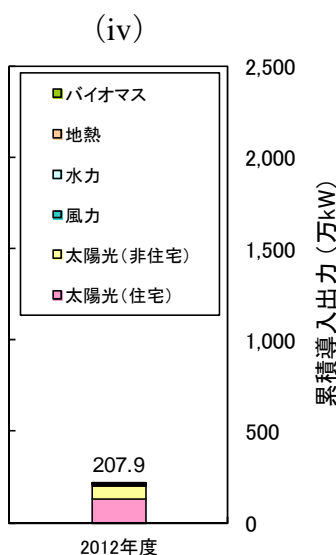 (iv)
バイオマス
地熱
水力
風力
太陽光(非住宅)
太陽光(住宅)
2,500
2,000
1,500
1,000
500
0
累積導入出力(万kW)
207.9
2012年度